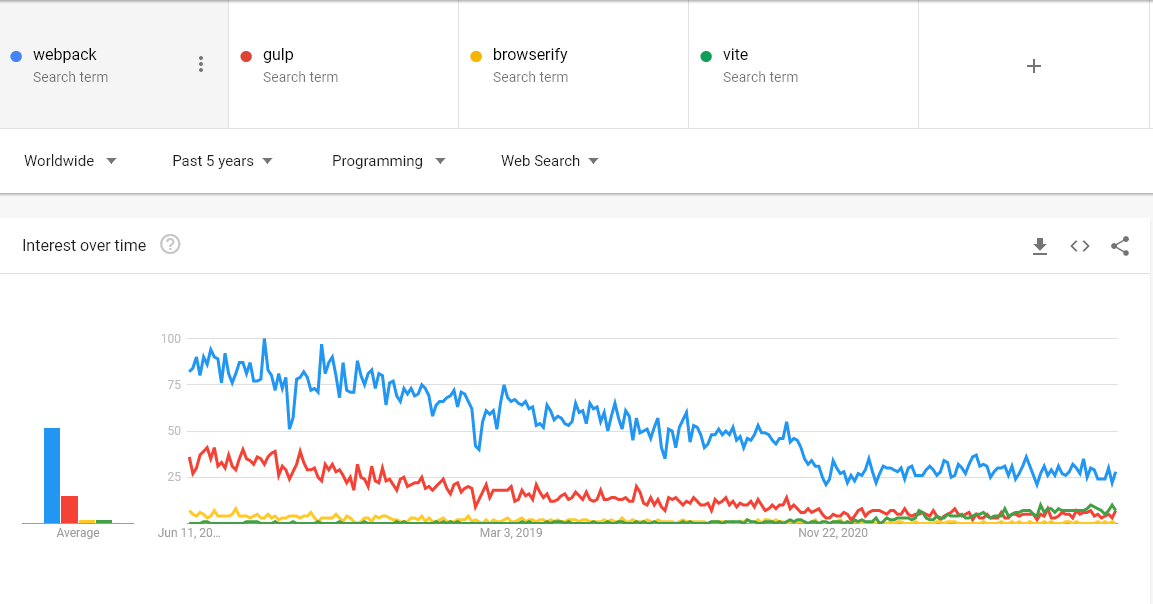 webpack
Search term
gulp
Search term
browserify
Search term
vite
Search term
+
Worldwide
Past 5 years
Programming
Web Search
Interest over time
?
100
75
50
25
Average
Jun 11, 20...
Mar 3, 2019
Nov 22, 2020